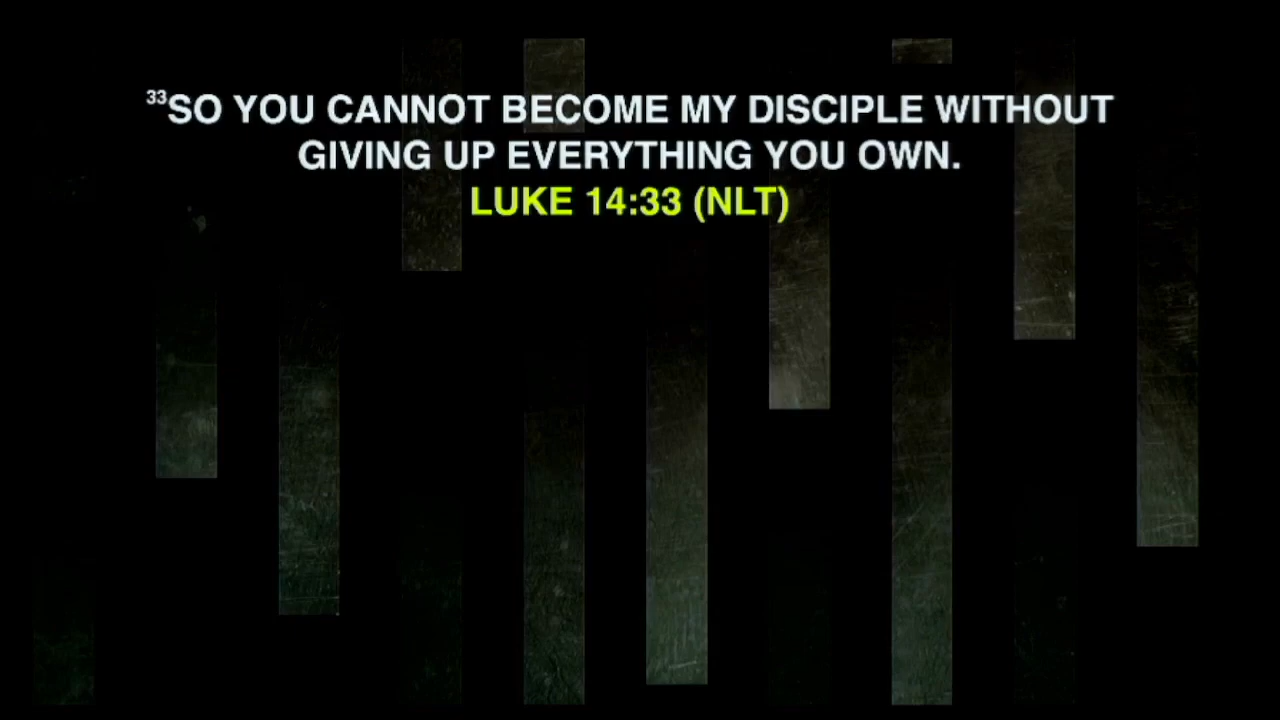 ³³SO YOU CANNOT BECOME MY DISCIPLE WITHOUT
GIVING UP EVERYTHING YOU OWN.
LUKE 14:33 (NLT)